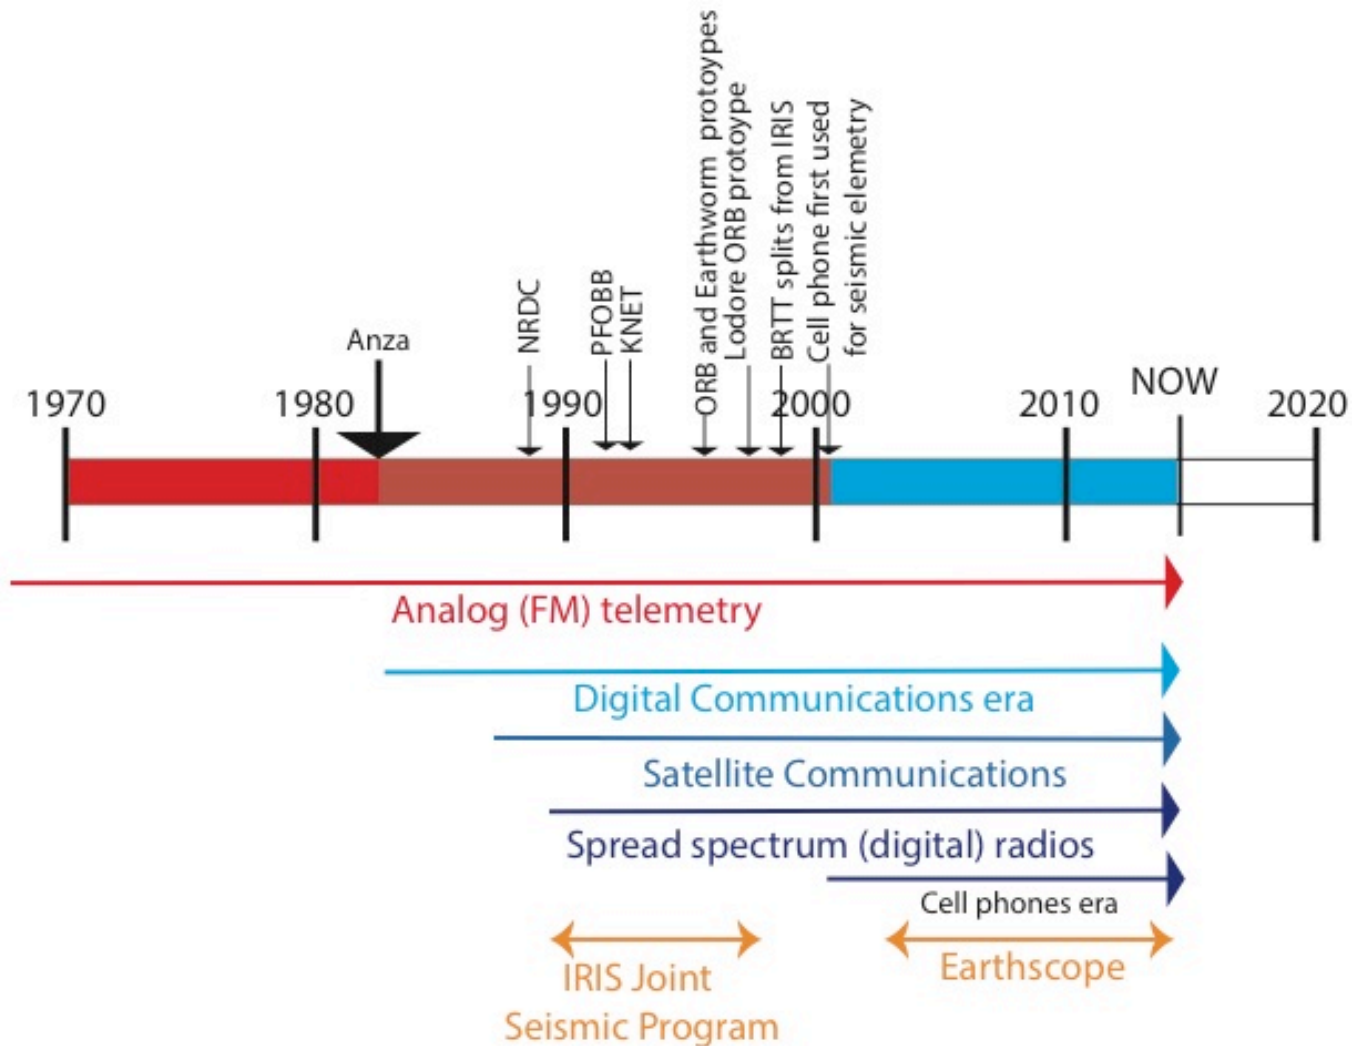 ORB and Earthworm protoypes
Lodore ORB protoype
BRTT splits from IRIS
Cell phone first used
for seismic elemetry
NRDC
PFOBB
KNET
Anza
NOW
1970
1980
1990
2000
2010
2020
Analog (FM) telemetry
Digital Communications era
Satellite Communications
Spread spectrum (digital) radios
Cell phones era
IRIS Joint
Seismic Program
Earthscope